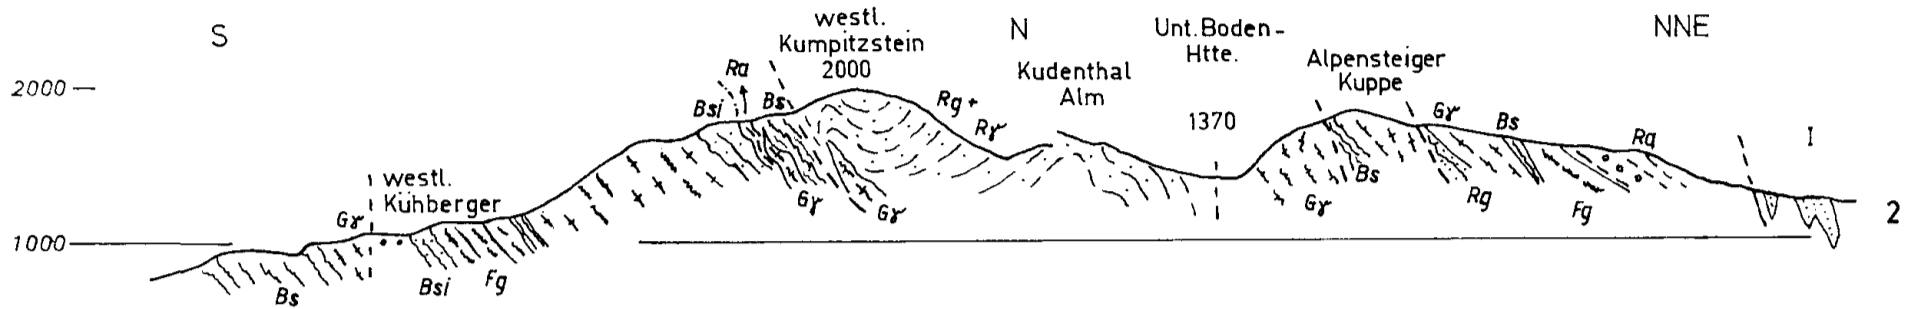 S
westl.
Kumpitzstein
2000
N
Unt. Boden-
Htte.
NNE
Alpensteiger
Kuppe
Kudenthal
Alm
2000
Ra
Bsi
Bs
Rg +
Rγ
1370
Gγ
Bs
Ra
I
westl.
Kühberger
Gγ
Gγ
Gγ
Gγ
Bs
Rg
Fg
2
1000
Bs
Bsi
Fg